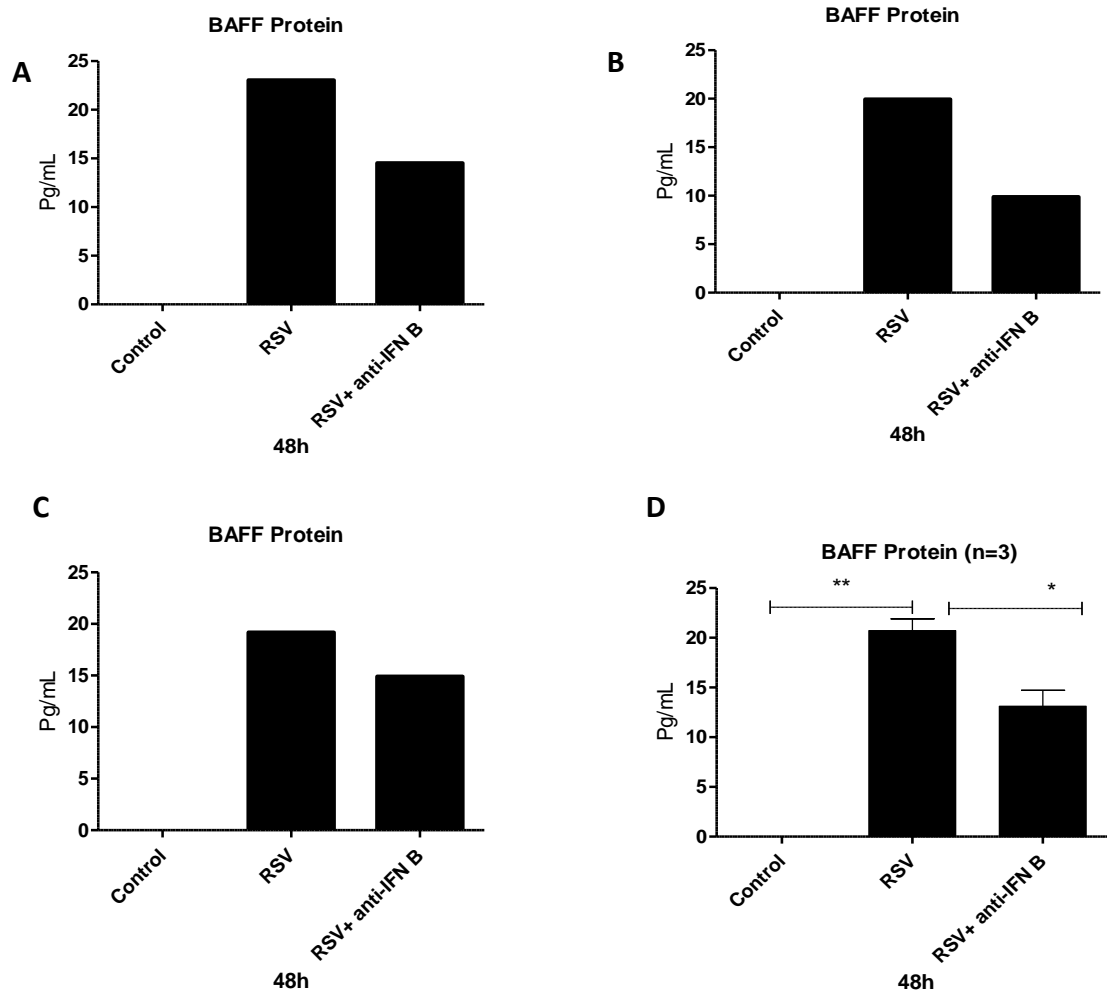 A
BAFF Protein
Pg/mL
25
20
15
10
5
0
Control
RSV
RSV+ anti-IFN B
48h
B
BAFF Protein
Pg/mL
25
20
15
10
5
0
Control
RSV
RSV+ anti-IFN B
48h
C
BAFF Protein
Pg/mL
25
20
15
10
5
0
Control
RSV
RSV+ anti-IFN B
48h
D
BAFF Protein (n=3)
Pg/mL
25
20
15
10
5
0
**
*
Control
RSV
RSV+ anti-IFN B
48h